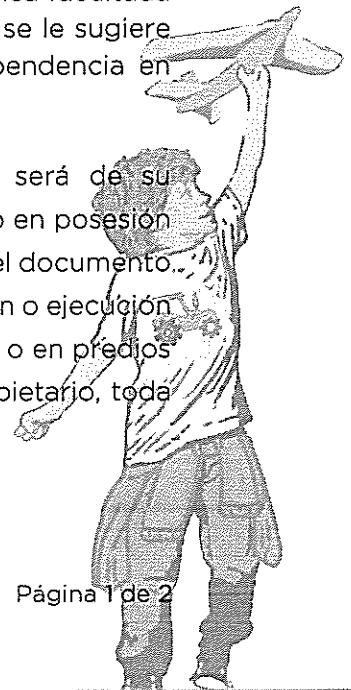 se le sugiere
pendencia en
será de su
o en posesión
el documento
n o ejecución
o en predios
pietario, toda
Página 1 de 2